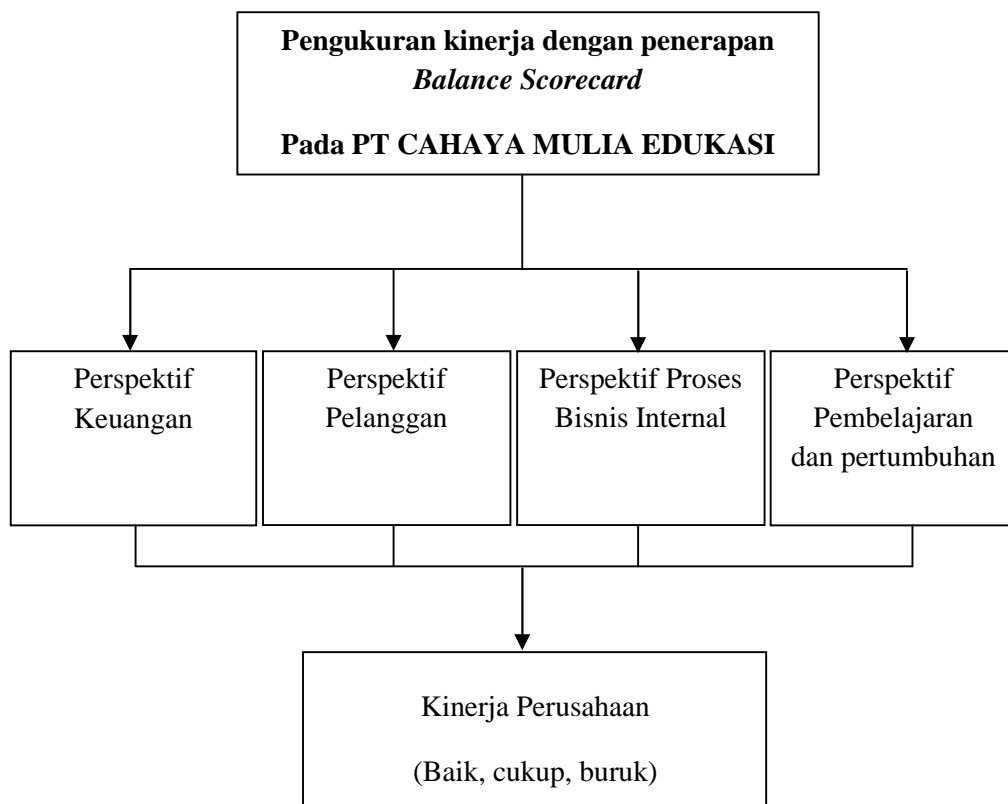 Pengukuran kinerja dengan penerapan
Balance Scorecard
Pada PT CAHAYA MULIA EDUKASI
Perspektif
Keuangan
Perspektif
Pelanggan
Perspektif Proses
Bisnis Internal
Perspektif
Pembelajaran
dan pertumbuhan
Kinerja Perusahaan
(Baik, cukup, buruk)